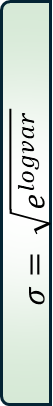 σ = √e^logvar